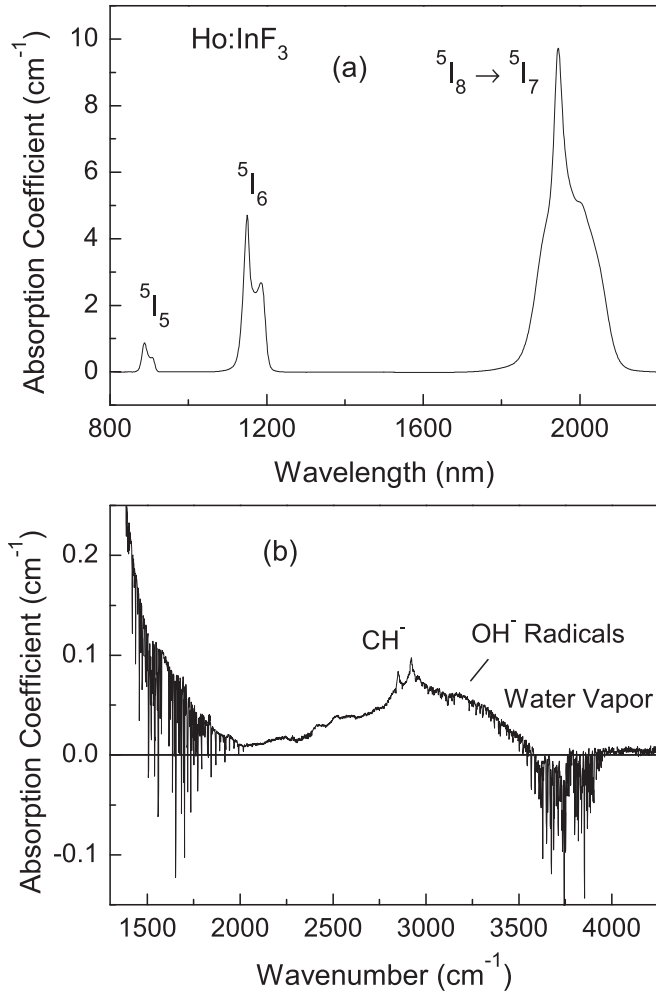 Ho:InF₃
(a)
⁵I₈ → ⁵I₇
⁵I₆
⁵I₅
Absorption Coefficient (cm⁻¹)
10
8
6
4
2
0
800 1200 1600 2000
Wavelength (nm)
(b)
CH⁻
OH⁻ Radicals
Water Vapor
Absorption Coefficient (cm⁻¹)
0.2
0.1
0.0
-0.1
1500 2000 2500 3000 3500 4000
Wavenumber (cm⁻¹)